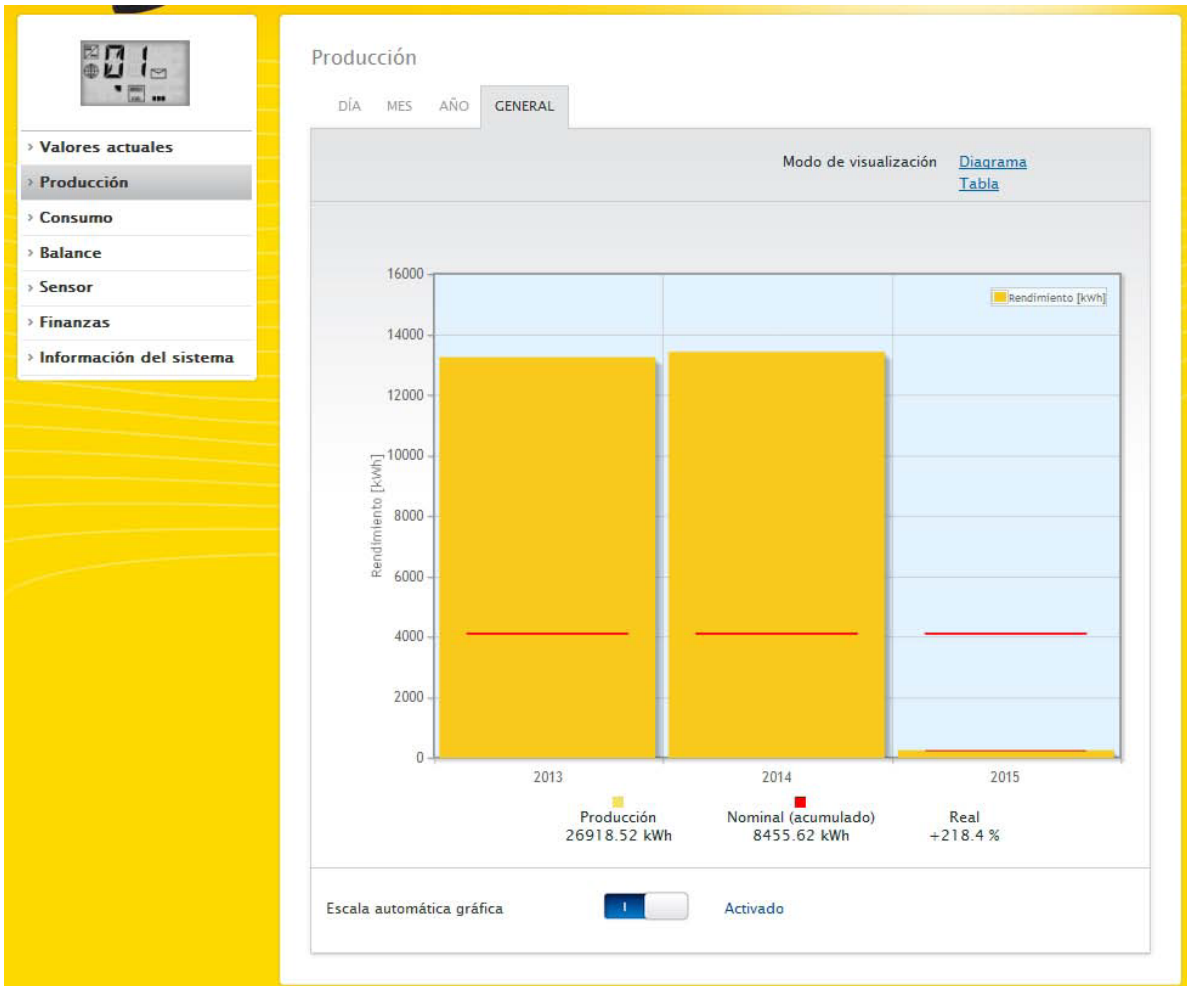 01
Valores actuales
Producción
Consumo
Balance
Sensor
Finanzas
Información del sistema
Producción
DÍA MES AÑO GENERAL
Modo de visualización Diagrama
Tabla
Rendimiento [kWh]
16000
14000
12000
10000
8000
6000
4000
2000
0
Rendimiento [kWh]
2013 2014 2015
Producción Nominal (acumulado) Real
26918.52 kWh 8455.62 kWh +218.4 %
Escala automática gráfica I Activado